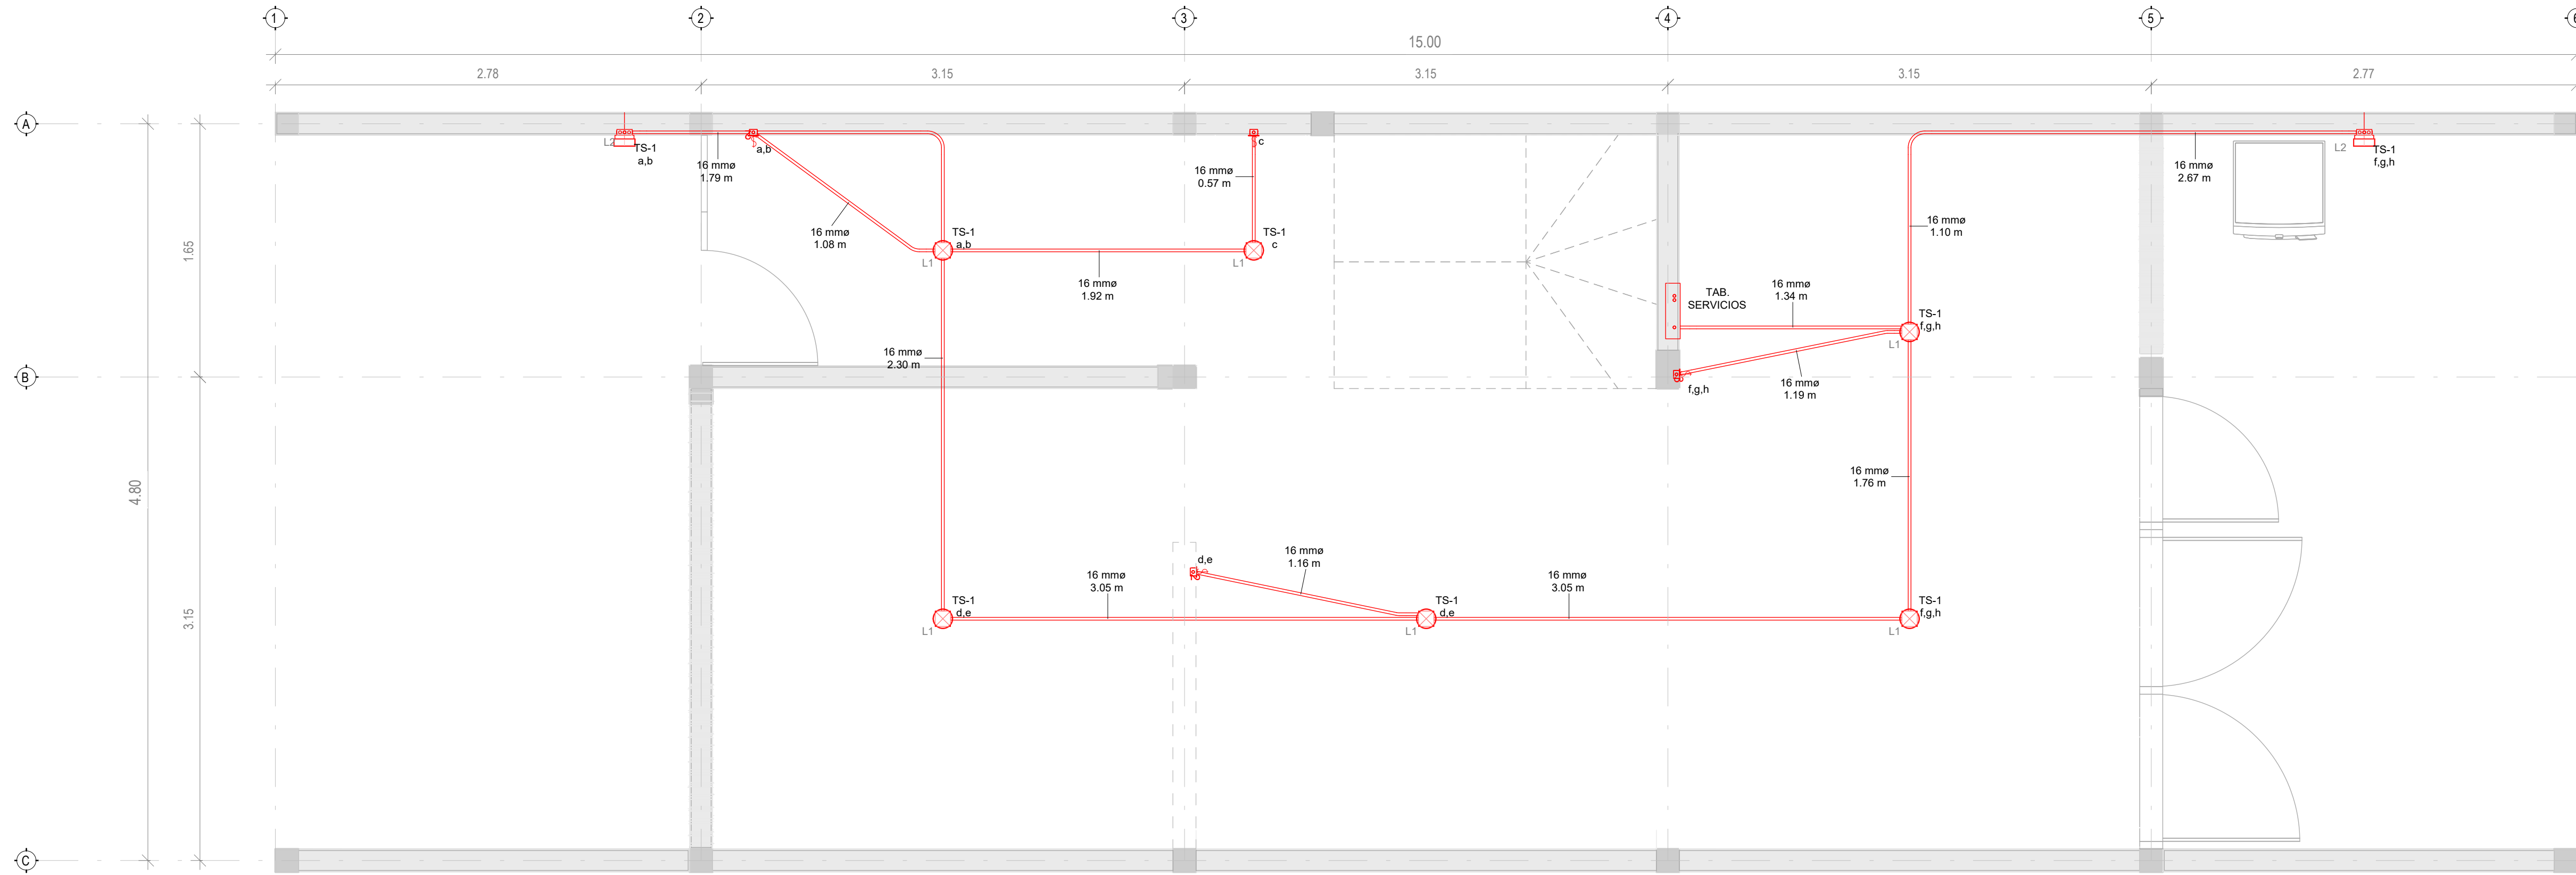 1
2
3
4
5
6
15.00
2.78
3.15
3.15
3.15
2.77
A
B
C
4.80
1.65
3.15
L2
TS-1
a,b
16 mmø
1.79 m
a,b
16 mmø
1.08 m
TS-1
a,b
L1
16 mmø
1.92 m
16 mmø
0.57 m
c
TS-1
c
L1
16 mmø
2.30 m
TS-1
d,e
L1
16 mmø
3.05 m
d,e
16 mmø
1.16 m
TS-1
d,e
L1
16 mmø
3.05 m
TAB.
SERVICIOS
16 mmø
1.34 m
16 mmø
1.19 m
f,g,h
16 mmø
1.10 m
TS-1
f,g,h
L1
16 mmø
1.76 m
TS-1
f,g,h
L1
16 mmø
2.67 m
L2
TS-1
f,g,h